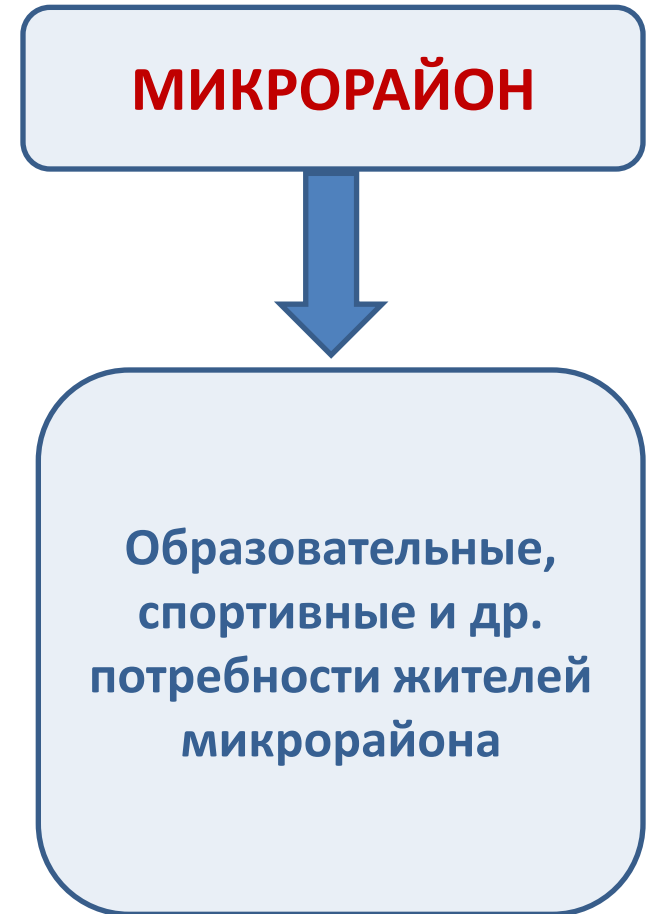 МИКРОРАЙОН
Образовательные,
спортивные и др.
потребности жителей
микрорайона